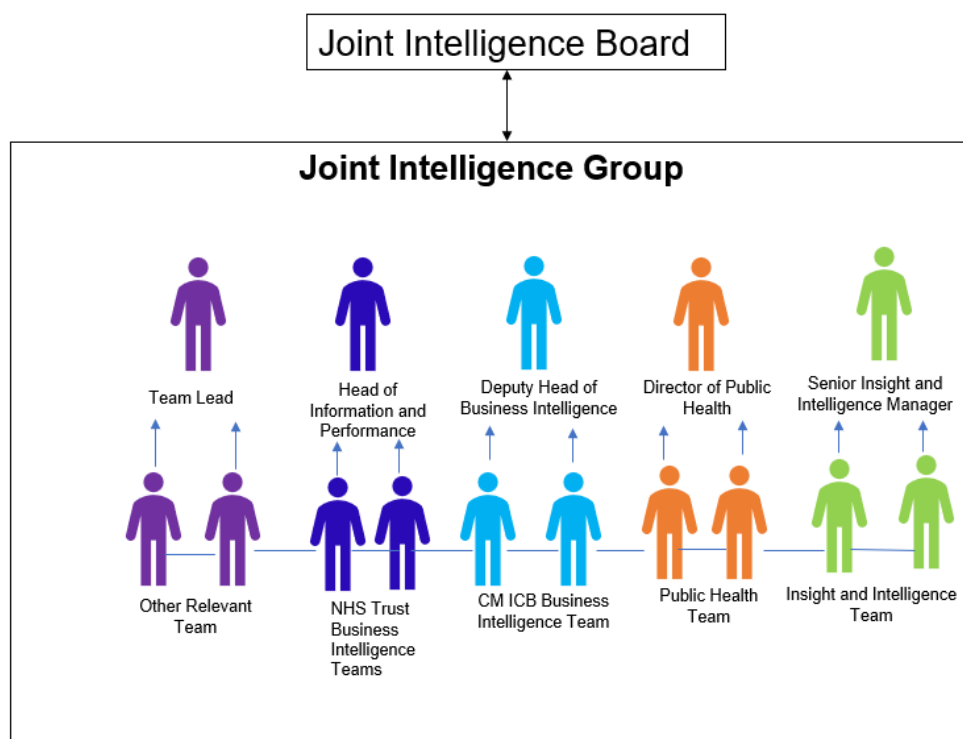 Joint Intelligence Board
Joint Intelligence Group
Team Lead
Head of
Information and
Performance
Deputy Head of
Business Intelligence
Director of Public
Health
Senior Insight and
Intelligence Manager
Other Relevant
Team
NHS Trust
Business
Intelligence
Teams
CM ICB Business
Intelligence Team
Public Health
Team
Insight and Intelligence
Team